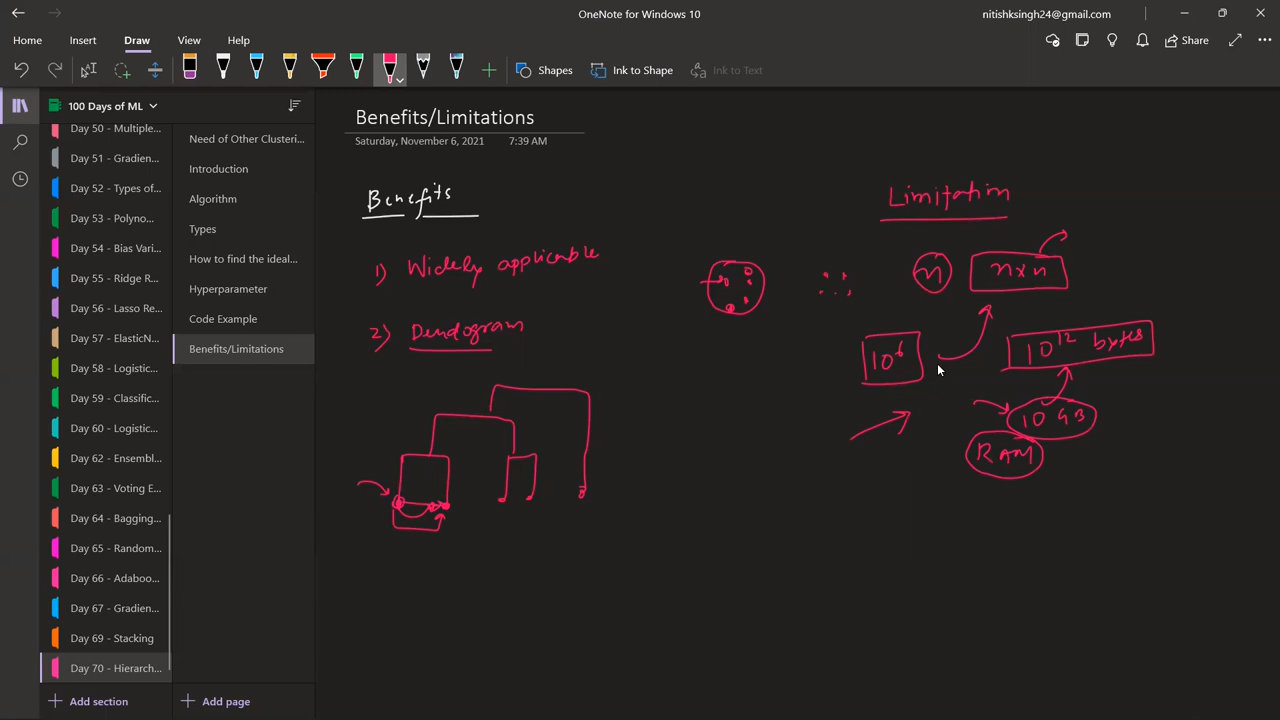 OneNote for Windows 10
nitishksingh24@gmail.com
Home
Insert
Draw
View
Help
Share
Shapes
Ink to Shape
Ink to Text
100 Days of ML
Day 50 - Multiple...
Day 51 - Gradien...
Day 52 - Types of...
Day 53 - Polyno...
Day 54 - Bias Vari...
Day 55 - Ridge R...
Day 56 - Lasso Re...
Day 57 - ElasticN...
Day 58 - Logistic...
Day 59 - Classific...
Day 60 - Logistic...
Day 62 - Ensembl...
Day 63 - Voting E...
Day 64 - Bagging...
Day 65 - Random...
Day 66 - Adaboo...
Day 67 - Gradien...
Day 69 - Stacking
Day 70 - Hierarch...
Add section
Need of Other Clusteri...
Introduction
Algorithm
Types
How to find the ideal...
Hyperparameter
Code Example
Benefits/Limitations
Add page
Benefits/Limitations
Saturday, November 6, 2021 7:39 AM
Benefits
1) Widely applicable
2) Dendogram
Limitation
n n×n
10⁶ 10¹² bytes
10 GB
RAM